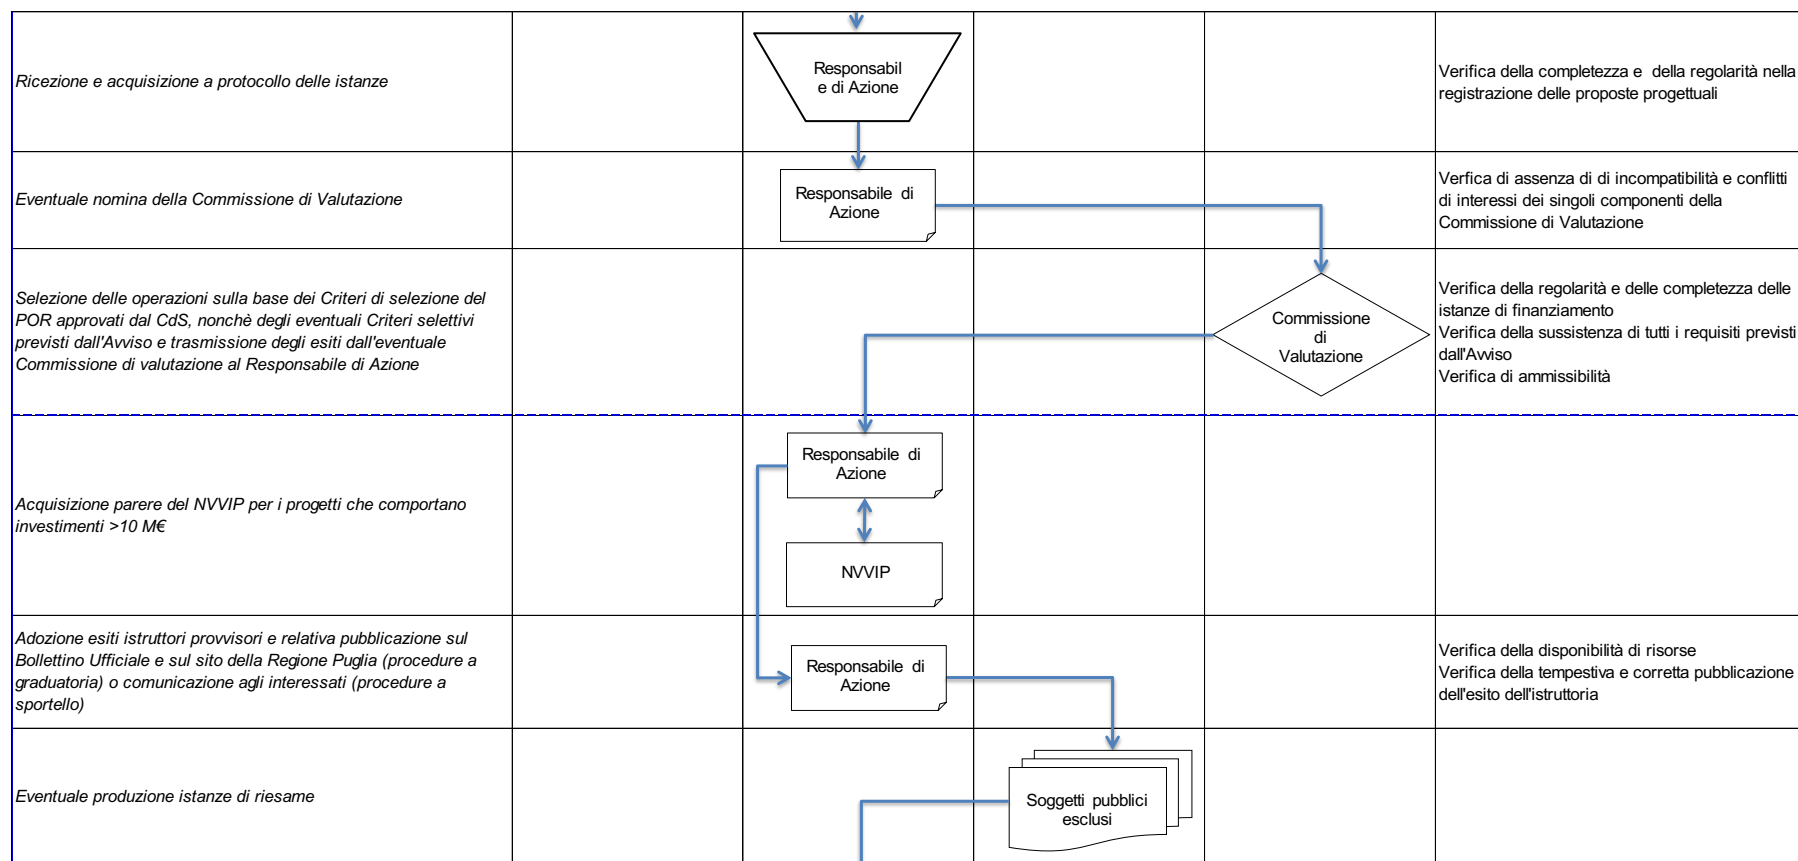 Ricezione e acquisizione a protocollo delle istanze
Responsabil
e di Azione
Verifica della completezza e della regolarità nella
registrazione delle proposte progettuali
Eventuale nomina della Commissione di Valutazione
Responsabile di
Azione
Verfica di assenza di di incompatibilità e conflitti
di interessi dei singoli componenti della
Commissione di Valutazione
Selezione delle operazioni sulla base dei Criteri di selezione del
POR approvati dal CdS, nonchè degli eventuali Criteri selettivi
previsti dall'Avviso e trasmissione degli esiti dall'eventuale
Commissione di valutazione al Responsabile di Azione
Commissione
di
Valutazione
Verifica della regolarità e delle completezza delle
istanze di finanziamento
Verifica della sussistenza di tutti i requisiti previsti
dall'Avviso
Verifica di ammissibilità
Acquisizione parere del NVVIP per i progetti che comportano
investimenti >10 M€
Responsabile di
Azione
NVVIP
Adozione esiti istruttori provvisori e relativa pubblicazione sul
Bollettino Ufficiale e sul sito della Regione Puglia (procedure a
graduatoria) o comunicazione agli interessati (procedure a
sportello)
Responsabile di
Azione
Verifica della disponibilità di risorse
Verifica della tempestiva e corretta pubblicazione
dell'esito dell'istruttoria
Eventuale produzione istanze di riesame
Soggetti pubblici
esclusi